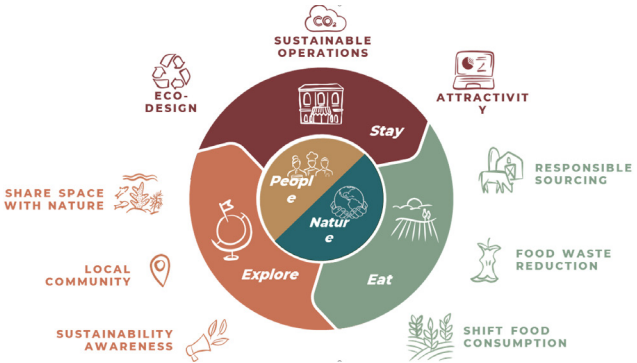 CO₂
SUSTAINABLE
OPERATIONS
ECO-
DESIGN
ATTRACTIVIT
Y
Stay
RESPONSIBLE
SOURCING
Peopl
e
SHARE SPACE
WITH NATURE
Natur
e
FOOD WASTE
REDUCTION
LOCAL
COMMUNITY
Explore
Eat
SUSTAINABILITY
AWARENESS
SHIFT FOOD
CONSUMPTION